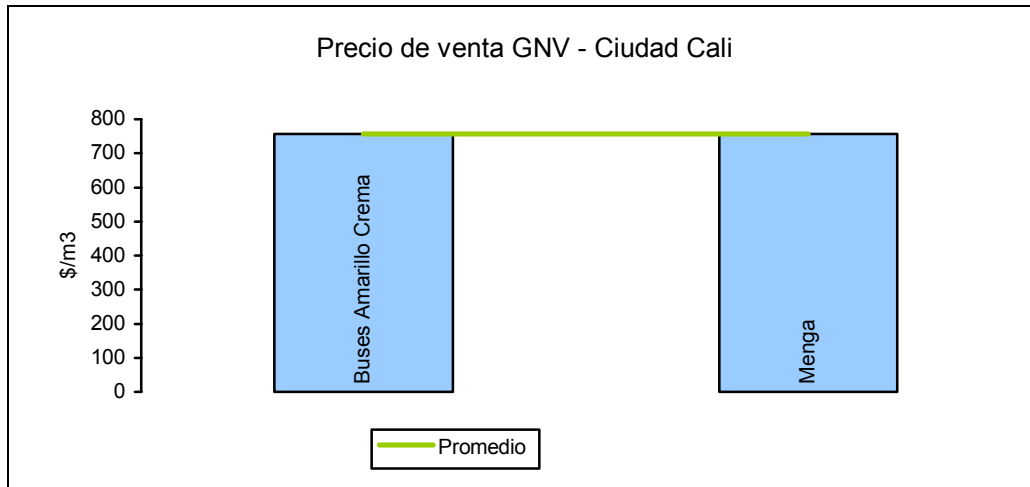 Precio de venta GNV - Ciudad Cali
$/m3
800
700
600
500
400
300
200
100
0
Buses Amarillo Crema
Menga
Promedio